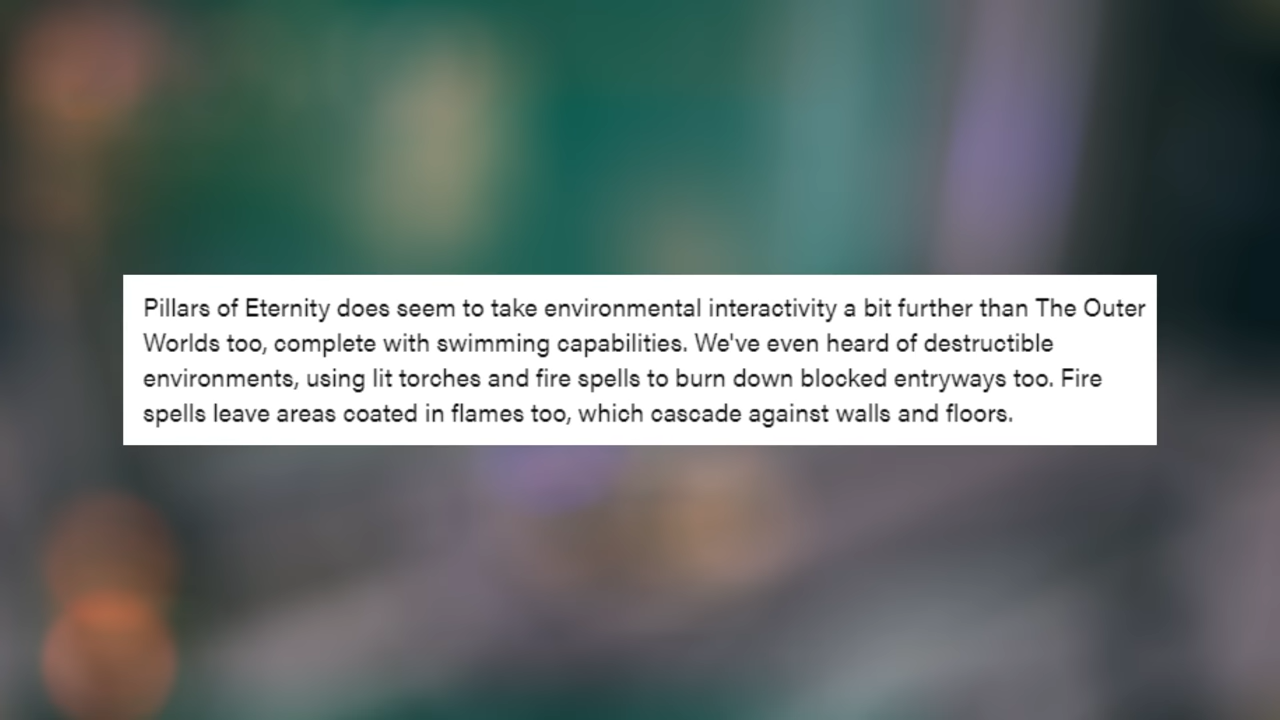 Pillars of Eternity does seem to take environmental interactivity a bit further than The Outer
Worlds too, complete with swimming capabilities. We've even heard of destructible
environments, using lit torches and fire spells to burn down blocked entryways too. Fire
spells leave areas coated in flames too, which cascade against walls and floors.